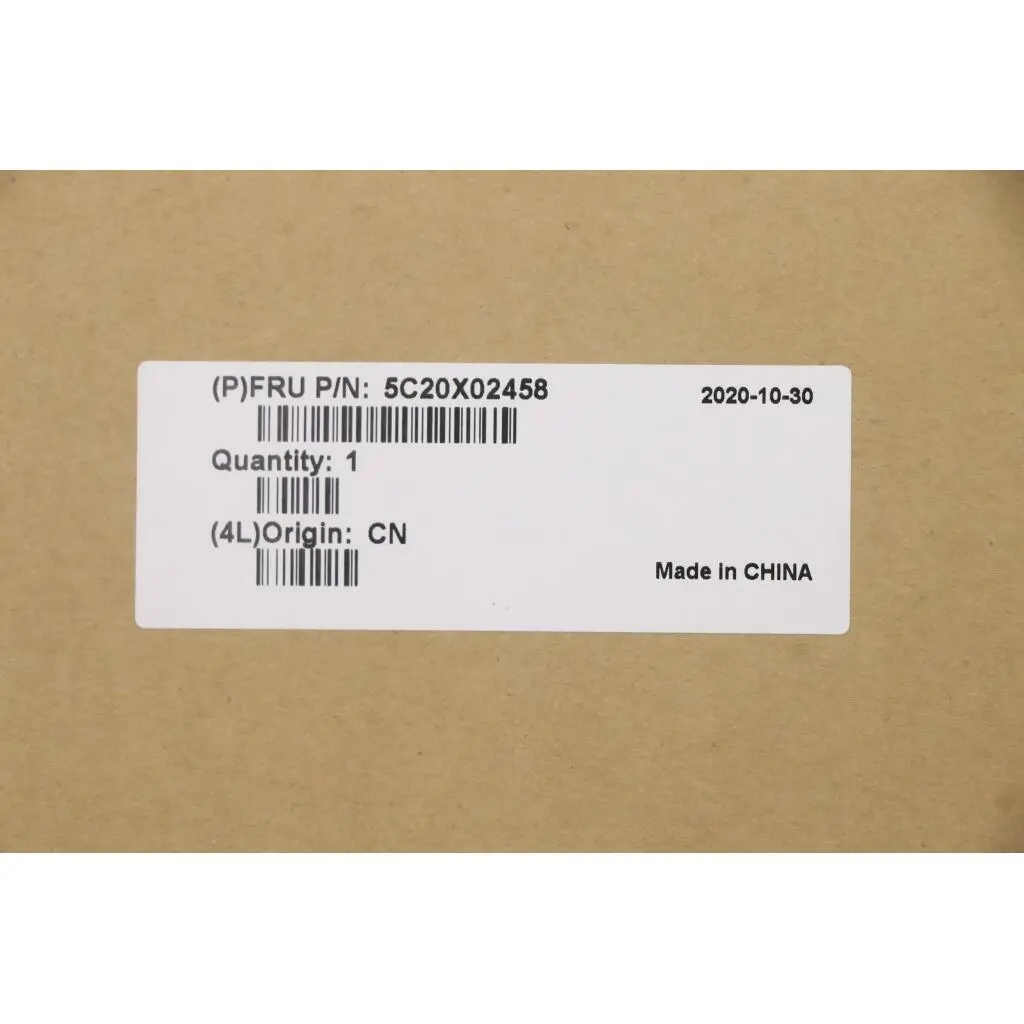 (P)FRU P/N: 5C20X02458
2020-10-30
Quantity: 1
(4L)Origin: CN
Made in CHINA